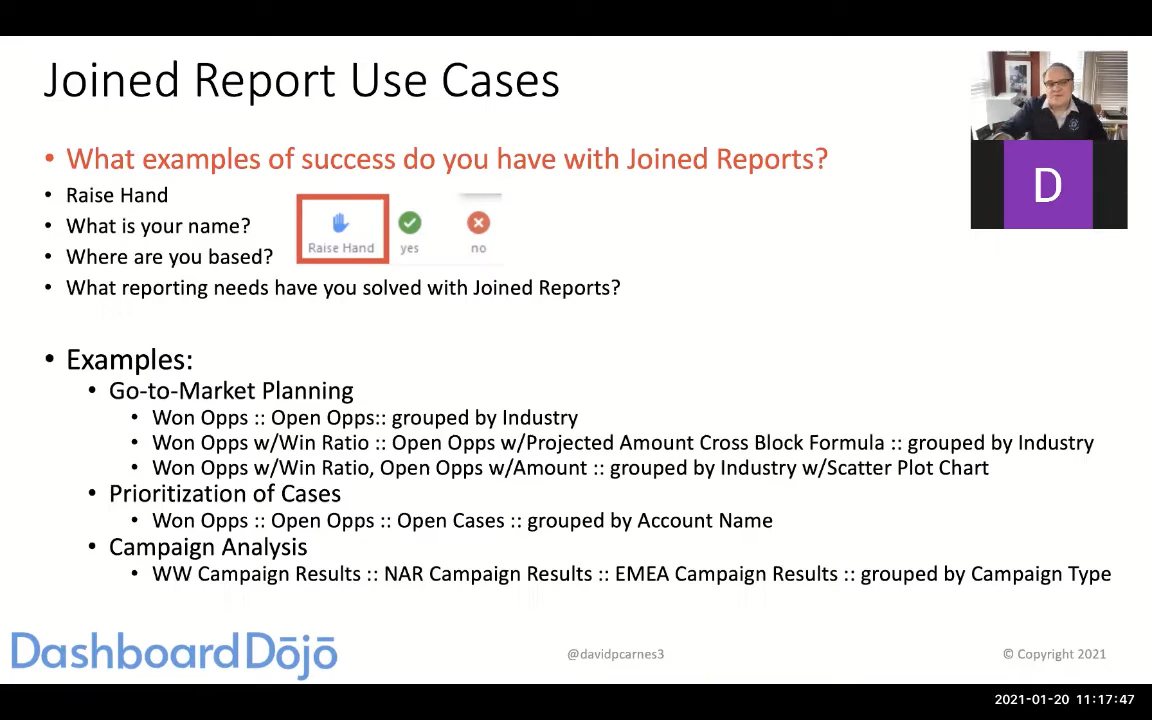 Joined Report Use Cases
• What examples of success do you have with Joined Reports?
• Raise Hand
• What is your name?
• Where are you based?
• What reporting needs have you solved with Joined Reports?
Raise Hand
yes
no
D
• Examples:
• Go-to-Market Planning
• Won Opps :: Open Opps:: grouped by Industry
• Won Opps w/Win Ratio :: Open Opps w/Projected Amount Cross Block Formula :: grouped by Industry
• Won Opps w/Win Ratio, Open Opps w/Amount :: grouped by Industry w/Scatter Plot Chart
• Prioritization of Cases
• Won Opps :: Open Opps :: Open Cases :: grouped by Account Name
• Campaign Analysis
• WW Campaign Results :: NAR Campaign Results :: EMEA Campaign Results :: grouped by Campaign Type
DashboardDōjō
@davidpcarnes3
© Copyright 2021
2021-01-20 11:17:47